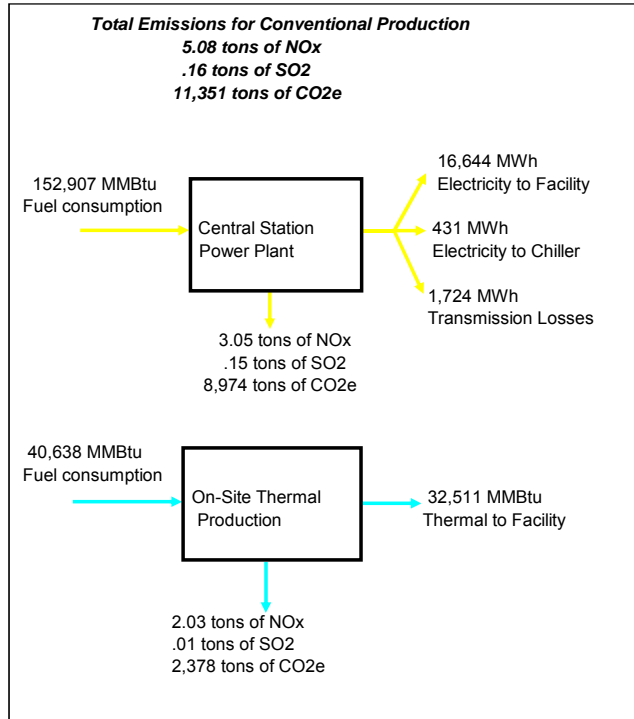 Total Emissions for Conventional Production
5.08 tons of NOx
.16 tons of SO2
11,351 tons of CO2e
152,907 MMBtu
Fuel consumption
Central Station
Power Plant
16,644 MWh
Electricity to Facility
431 MWh
Electricity to Chiller
1,724 MWh
Transmission Losses
3.05 tons of NOx
.15 tons of SO2
8,974 tons of CO2e
40,638 MMBtu
Fuel consumption
On-Site Thermal
Production
32,511 MMBtu
Thermal to Facility
2.03 tons of NOx
.01 tons of SO2
2,378 tons of CO2e